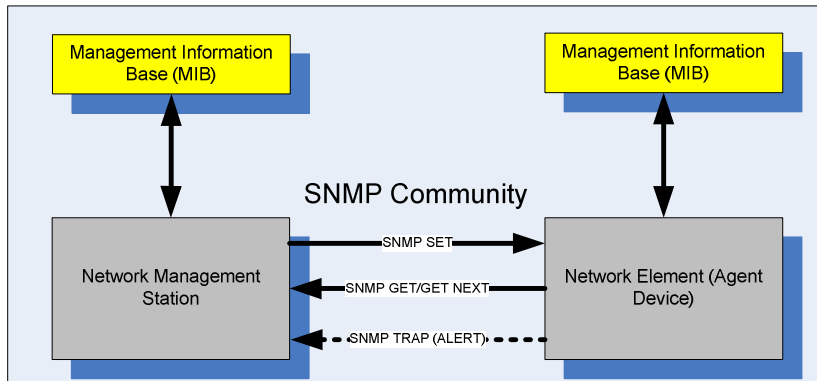 Management Information
Base (MIB)
Management Information
Base (MIB)
SNMP Community
SNMP SET
Network Management
Station
SNMP GET/GET NEXT
Network Element (Agent
Device)
SNMP TRAP (ALERT)